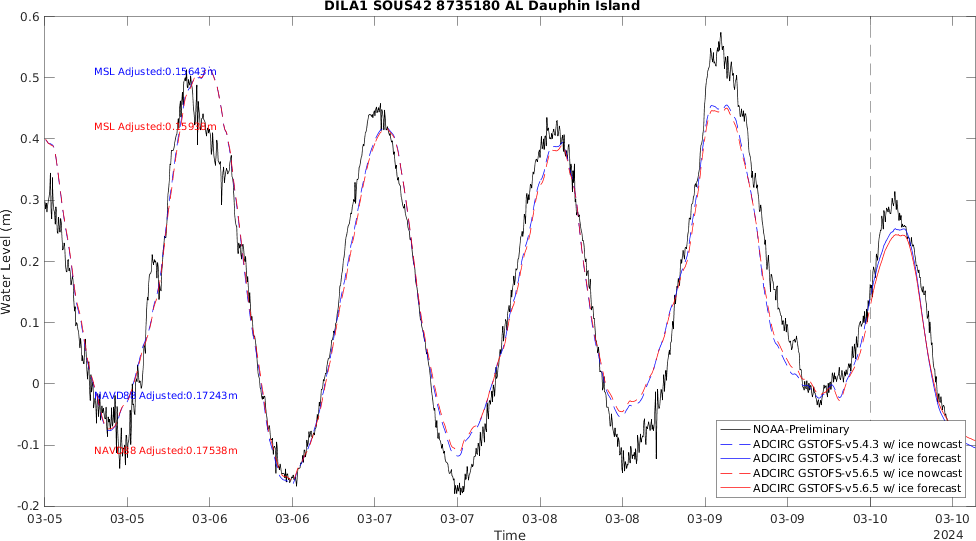 DILA1 SOUS42 8735180 AL Dauphin Island
Water Level (m)
0.6
0.5
0.4
0.3
0.2
0.1
0
-0.1
-0.2
MSL Adjusted:0.15643m
MSL Adjusted:
NAVD88 Adjusted:0.17243m
NAVD88 Adjusted:0.17538m
NOAA-Preliminary
ADCIRC GSTOFS-v5.4.3 w/ ice nowcast
ADCIRC GSTOFS-v5.4.3 w/ ice forecast
ADCIRC GSTOFS-v5.6.5 w/ ice nowcast
ADCIRC GSTOFS-v5.6.5 w/ ice forecast
03-05 03-05 03-06 03-06 03-07 03-07 03-08 03-08 03-09 03-09 03-10 03-10
2024
Time